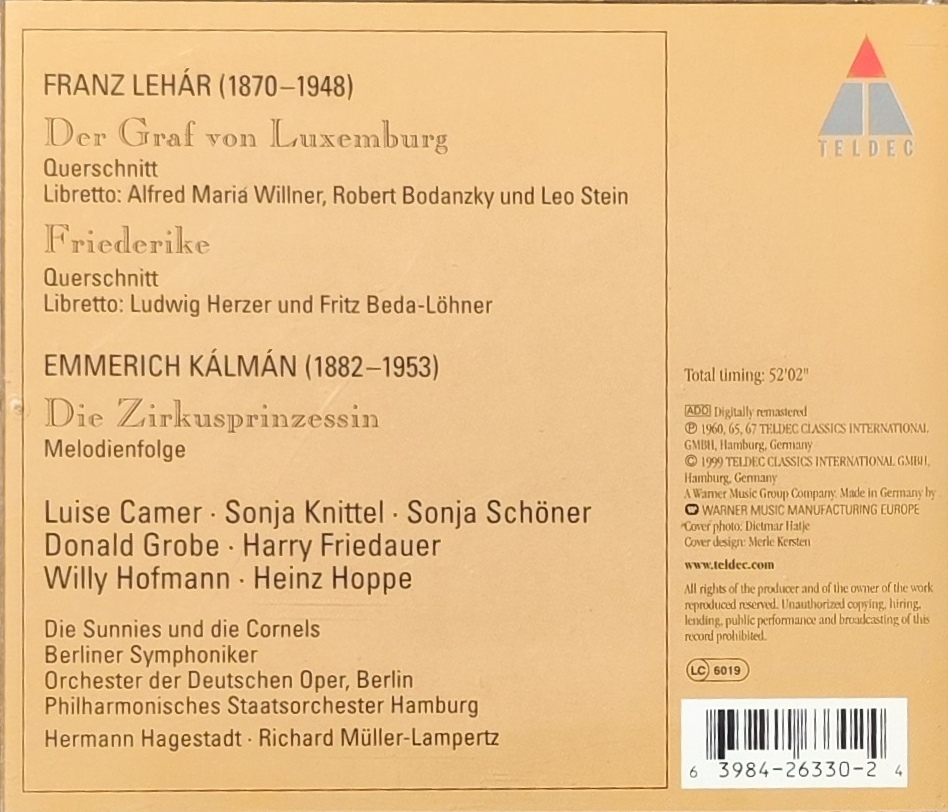 FRANZ LEHÁR (1870–1948)
Der Graf von Luxemburg
Querschnitt
Libretto: Alfred Maria Willner, Robert Bodanzky und Leo Stein
Friederike
Querschnitt
Libretto: Ludwig Herzer und Fritz Beda-Löhner
EMMERICH KÁLMÁN (1882–1953)
Die Zirkusprinzessin
Melodienfolge
Luise Camer · Sonja Knittel · Sonja Schöner
Donald Grobe · Harry Friedauer
Willy Hofmann · Heinz Hoppe
Die Sunnies und die Cornels
Berliner Symphoniker
Orchester der Deutschen Oper, Berlin
Philharmonisches Staatsorchester Hamburg
Hermann Hagestadt · Richard Müller-Lampertz
TELDEC
Total timing: 52'02"
ADD Digitally remastered
℗ 1960, 65, 67 TELDEC CLASSICS INTERNATIONAL
GMBH, Hamburg, Germany
© 1999 TELDEC CLASSICS INTERNATIONAL GMBH,
Hamburg, Germany
A Warner Music Group Company. Made in Germany by
WARNER MUSIC MANUFACTURING EUROPE
Cover photo: Dietmar Hatje
Cover design: Merle Kersten
www.teldec.com
All rights of the producer and of the owner of the work
reproduced reserved. Unauthorized copying, hiring,
lending, public performance and broadcasting of this
record prohibited.
LC 6019
6 3984-26330-2 4